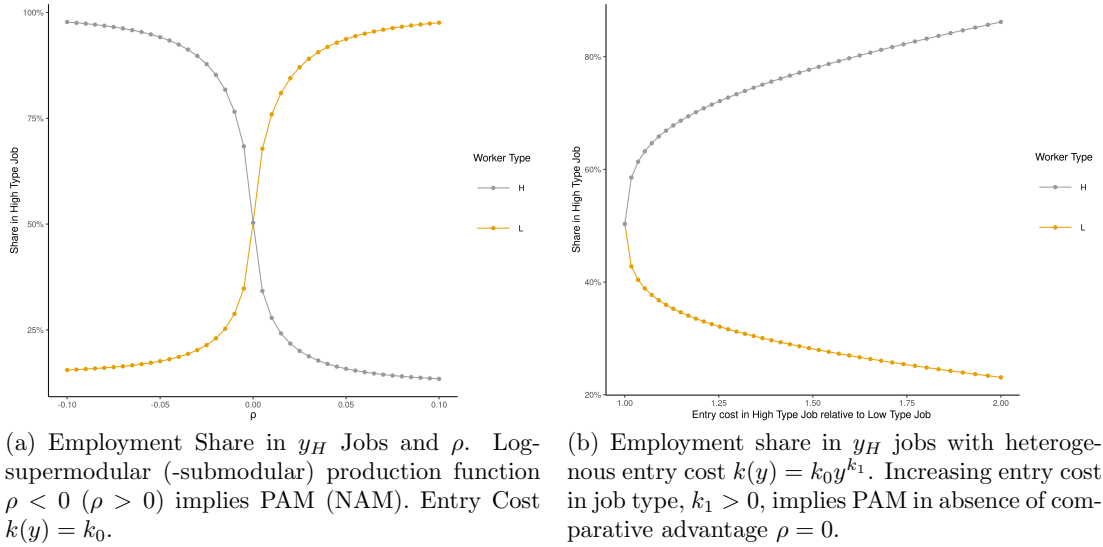 100%
75%
50%
25%
Share in High Type Job
-0.10
-0.05
0.00
0.05
0.10
ρ
Worker Type
H
L
80%
60%
40%
20%
Share in High Type Job
1.00
1.25
1.50
1.75
2.00
Entry cost in High Type Job relative to Low Type Job
Worker Type
H
L
(a) Employment Share in y_H Jobs and ρ. Log-
supermodular (-submodular) production function
ρ < 0 (ρ > 0) implies PAM (NAM). Entry Cost
k(y) = k_0.
(b) Employment share in y_H jobs with heteroge-
nous entry cost k(y) = k_0y^{k_1}. Increasing entry cost
in job type, k_1 > 0, implies PAM in absence of com-
parative advantage ρ = 0.